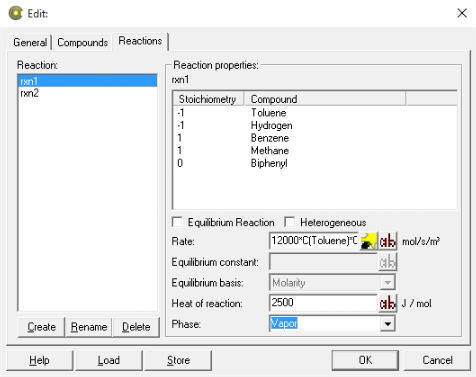 Edit:
General Compounds Reactions
Reaction:
rxn1
rxn2
Create Rename Delete
Reaction properties:
rxn1
Stoichiometry Compound
-1 Toluene
-1 Hydrogen
1 Benzene
1 Methane
0 Biphenyl
Equilibrium Reaction Heterogeneous
Rate: 12000*C(Toluene)*C mol/s/m³
Equilibrium constant:
Equilibrium basis: Molarity
Heat of reaction: 2500 J / mol
Phase: Vapor
Help Load Store OK Cancel